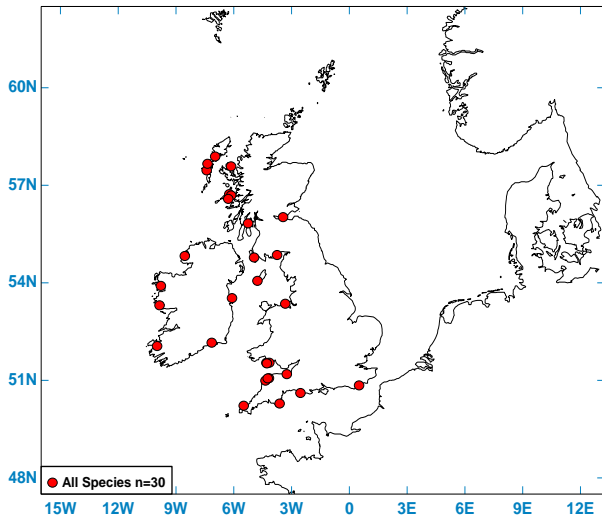 60N
57N
54N
51N
48N
All Species n=30
15W 12W 9W 6W 3W 0 3E 6E 9E 12E